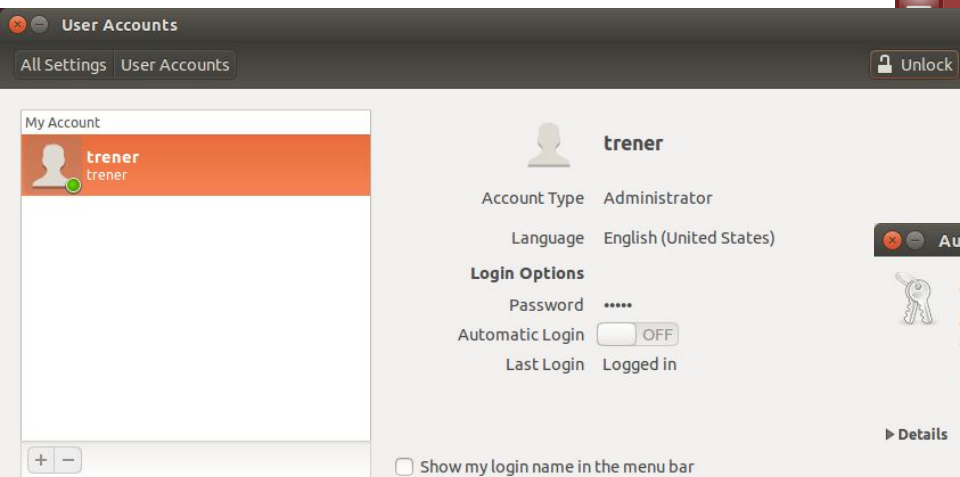 User Accounts
All Settings User Accounts
Unlock
My Account
trener
trener
trener
Account Type Administrator
Language English (United States)
Login Options
Password •••••
Automatic Login OFF
Last Login Logged in
Au
Details
+ −
Show my login name in the menu bar